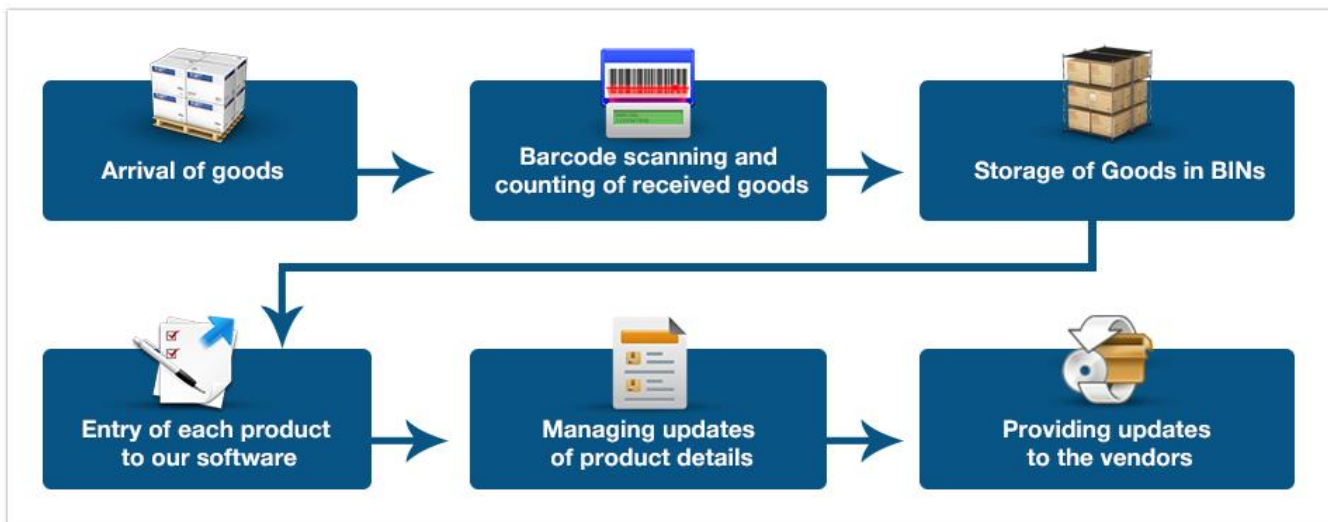 Arrival of goods
Barcode scanning and
counting of received goods
Storage of Goods in BINs
Entry of each product
to our software
Managing updates
of product details
Providing updates
to the vendors